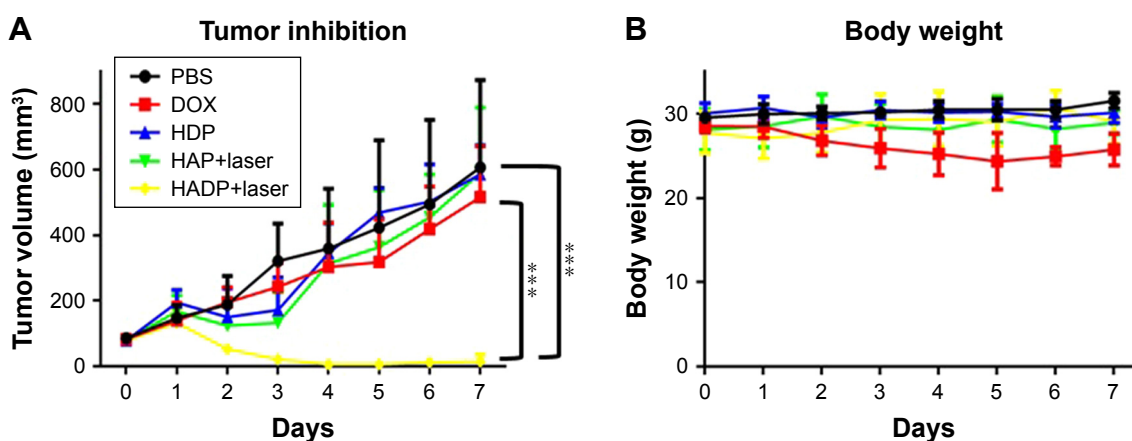 A
Tumor inhibition
Tumor volume (mm³)
800
600
400
200
0
PBS
DOX
HDP
HAP+laser
HADP+laser
***
***
0 1 2 3 4 5 6 7
Days
B
Body weight
Body weight (g)
30
20
10
0
0 1 2 3 4 5 6 7
Days